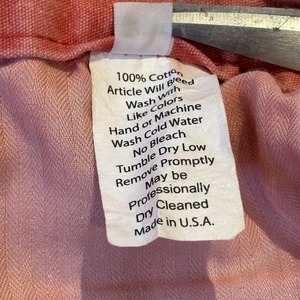 100% Cotton
Article Will Bleed
Wash With
Like Colors
Hand or Machine
Wash Cold Water
No Bleach
Tumble Dry Low
Remove Promptly
May be
Professionally
Dry Cleaned
Made in U.S.A.